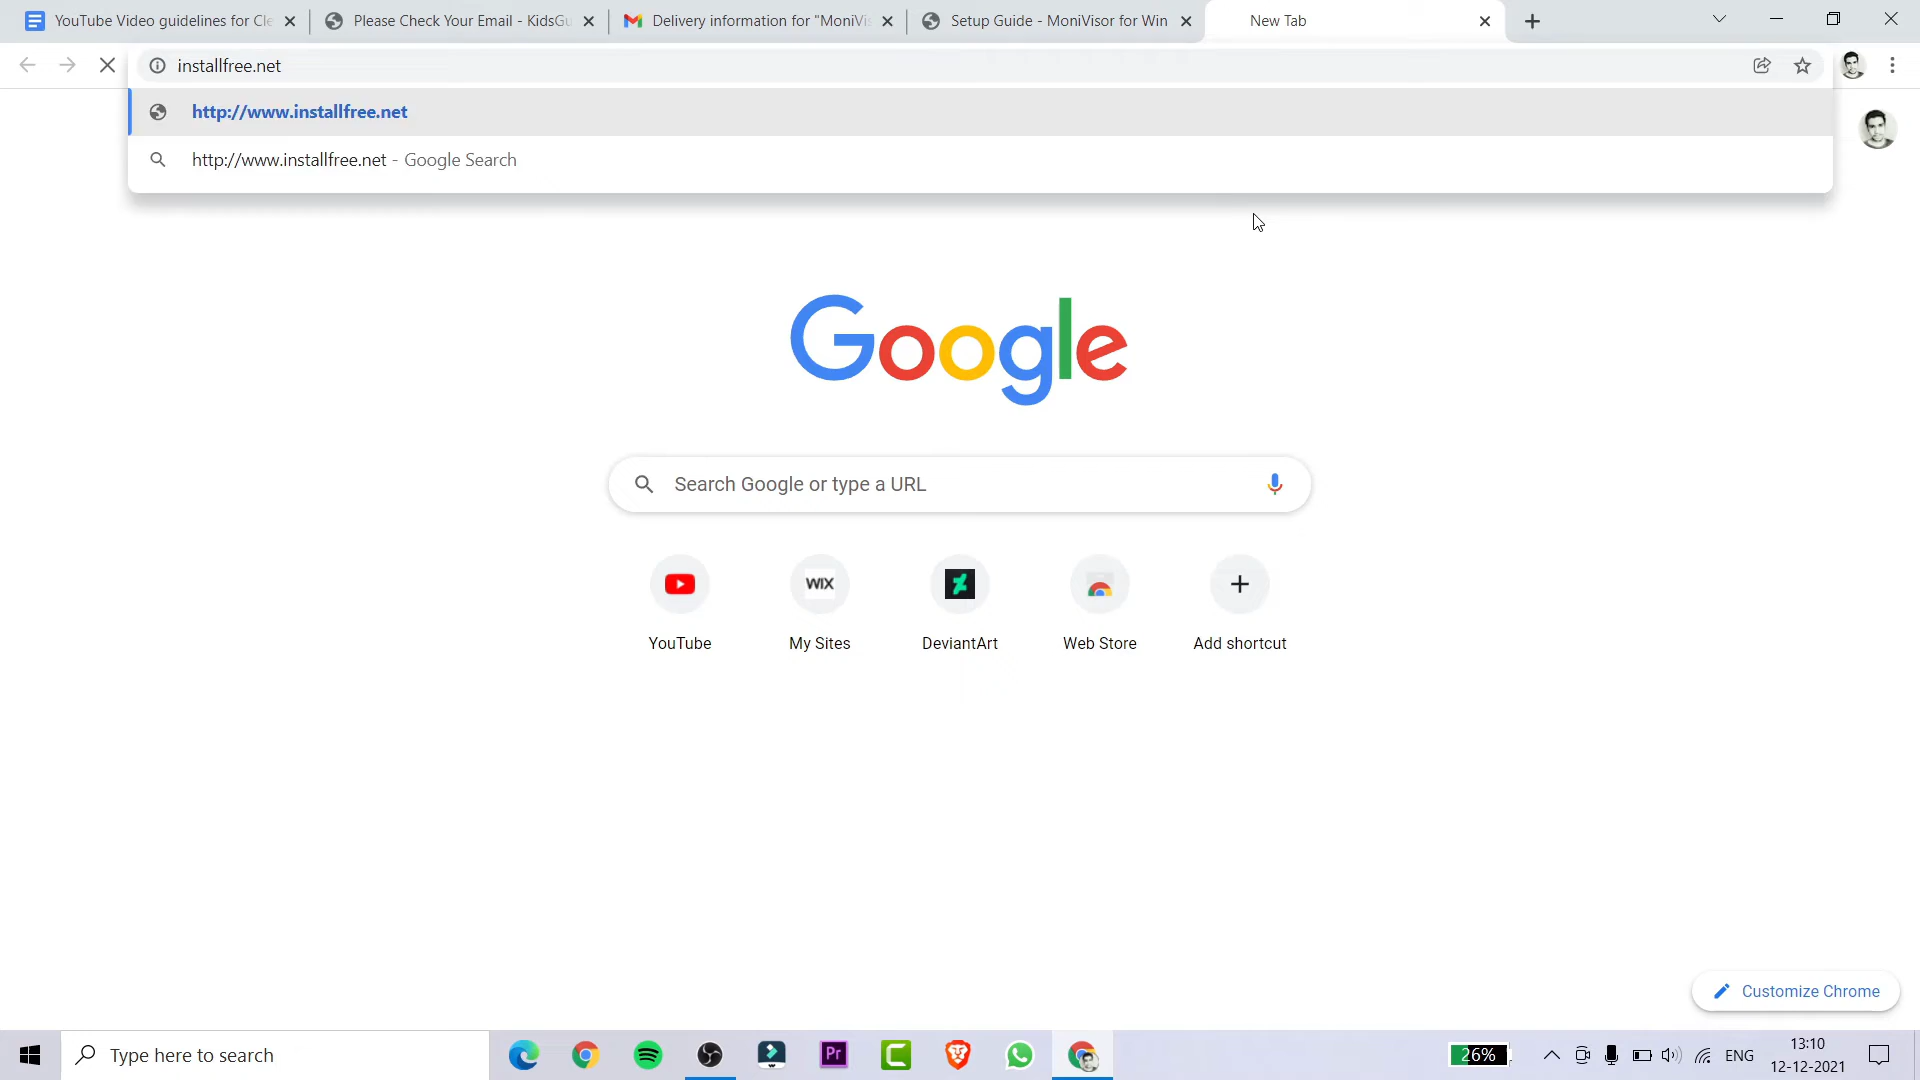 YouTube Video guidelines for Cle
Please Check Your Email - KidsGu
Delivery information for "MoniVis
Setup Guide - MoniVisor for Win
New Tab
installfree.net
http://www.installfree.net
http://www.installfree.net - Google Search
Google
Search Google or type a URL
WIX
YouTube
My Sites
DeviantArt
Web Store
Add shortcut
Customize Chrome
Type here to search
Pr
26%
ENG
13:10
12-12-2021